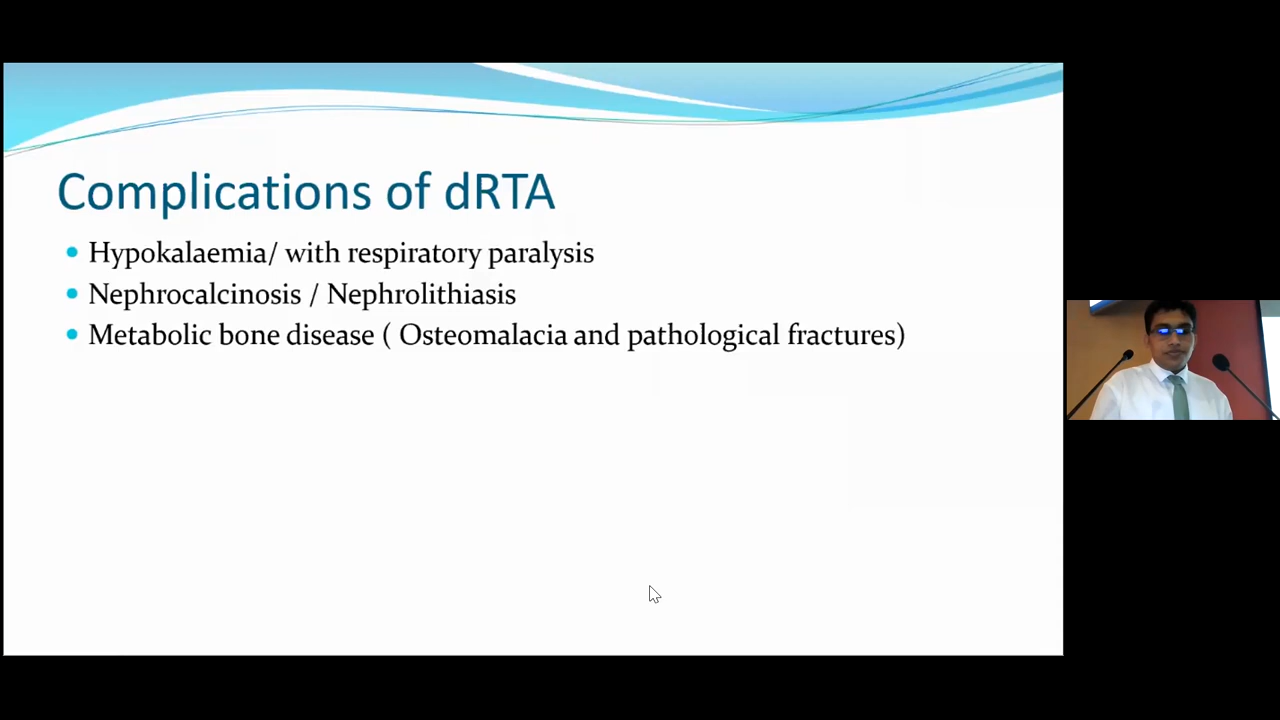 Complications of dRTA
Hypokalaemia/ with respiratory paralysis
Nephrocalcinosis / Nephrolithiasis
Metabolic bone disease ( Osteomalacia and pathological fractures)